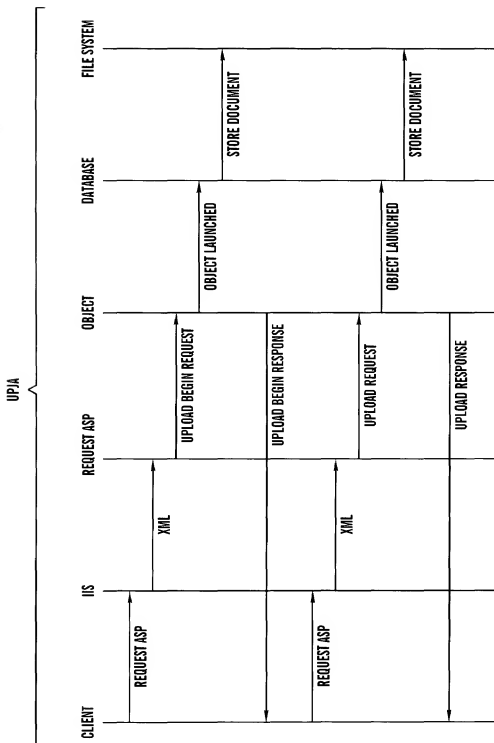 UPJA
CLIENT
IIS
REQUEST ASP
OBJECT
DATABASE
FILE SYSTEM
REQUEST ASP
XML
UPLOAD BEGIN REQUEST
OBJECT LAUNCHED
STORE DOCUMENT
UPLOAD BEGIN RESPONSE
REQUEST ASP
XML
UPLOAD REQUEST
OBJECT LAUNCHED
STORE DOCUMENT
UPLOAD RESPONSE